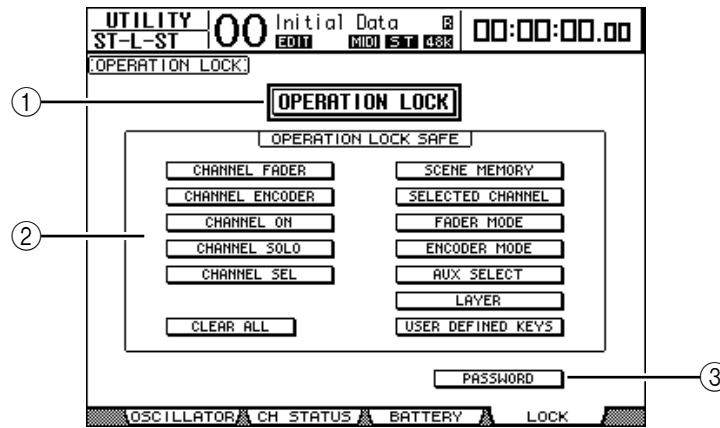 UTILITY 00 Initial Data R 00:00:00.00
ST-L-ST EDIT MIDI ST 48K
OPERATION LOCK
1 OPERATION LOCK
OPERATION LOCK SAFE
CHANNEL FADER SCENE MEMORY
CHANNEL ENCODER SELECTED CHANNEL
2 CHANNEL ON FADER MODE
CHANNEL SOLO ENCODER MODE
CHANNEL SEL AUX SELECT
LAYER
CLEAR ALL USER DEFINED KEYS
PASSWORD 3
OSCILLATOR CH STATUS BATTERY LOCK